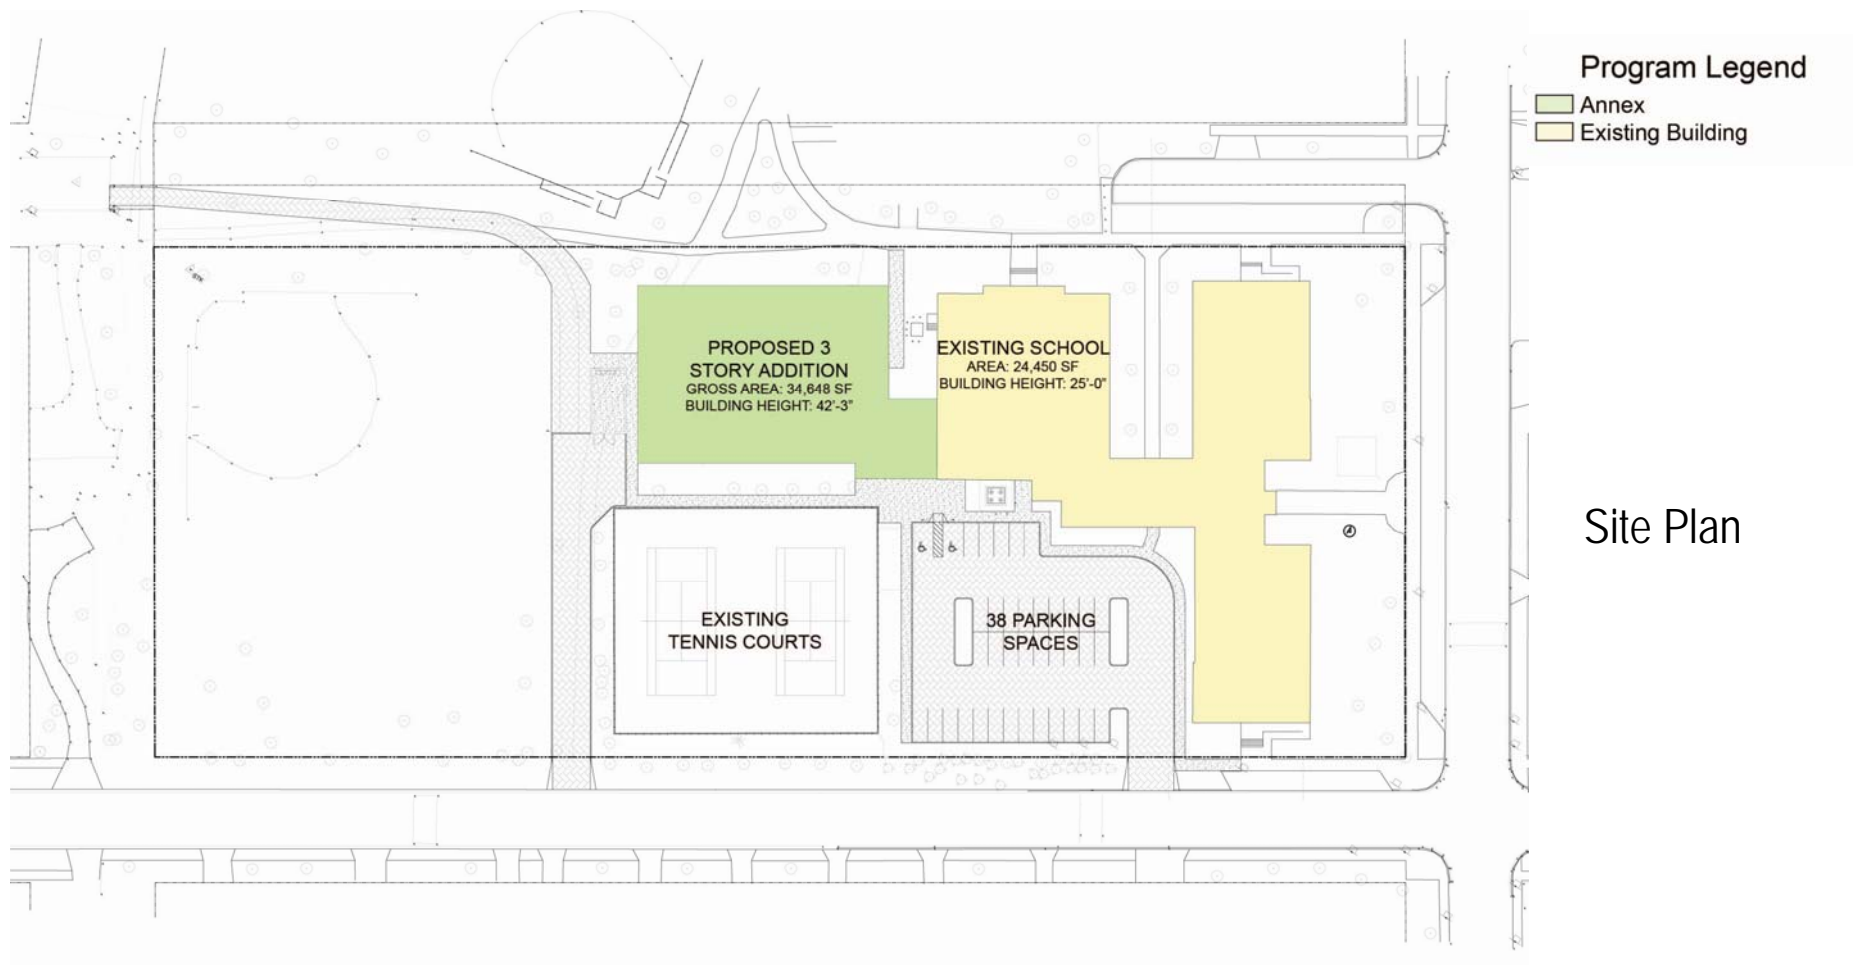 Program Legend
Annex
Existing Building
PROPOSED 3
STORY ADDITION
GROSS AREA: 34,648 SF
BUILDING HEIGHT: 42'-3"
EXISTING SCHOOL
AREA: 24,450 SF
BUILDING HEIGHT: 25'-0"
Site Plan
EXISTING
TENNIS COURTS
38 PARKING
SPACES